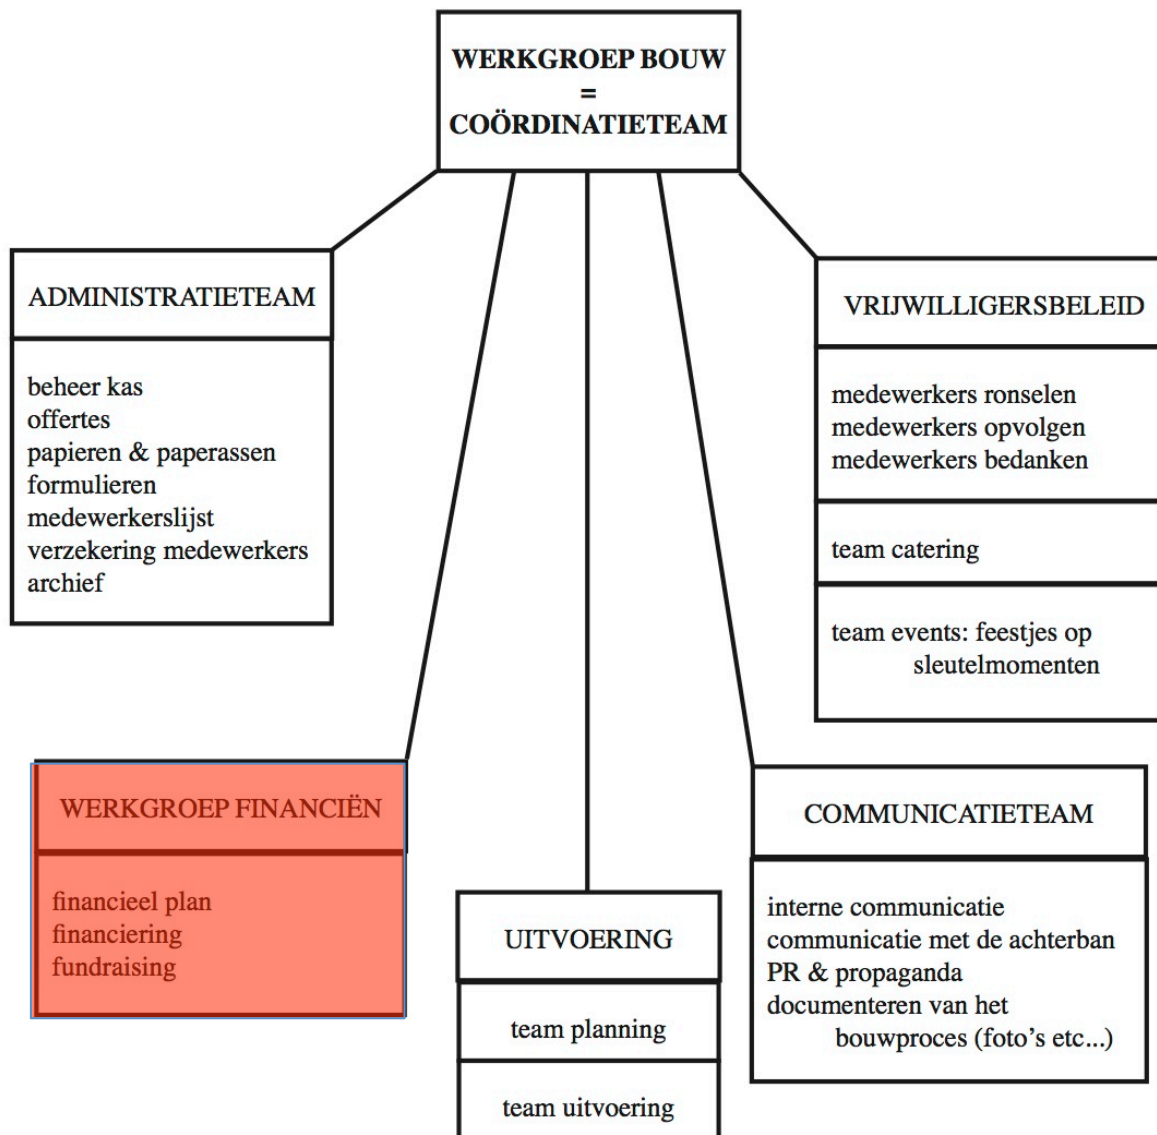 WERKGROEP BOUW
=
COÖRDINATIETEAM
ADMINISTRATIETEAM
beheer kas
offertes
papieren & paperassen
formulieren
medewerkerslijst
verzekering medewerkers
archief
VRIJWILLIGERSBELEID
medewerkers ronselen
medewerkers opvolgen
medewerkers bedanken
team catering
team events: feestjes op
sleutelmomenten
WERKGROEP FINANCIËN
financieel plan
financiering
fundraising
UITVOERING
team planning
team uitvoering
COMMUNICATIETEAM
interne communicatie
communicatie met de achterban
PR & propaganda
documenteren van het
bouwproces (foto’s etc...)